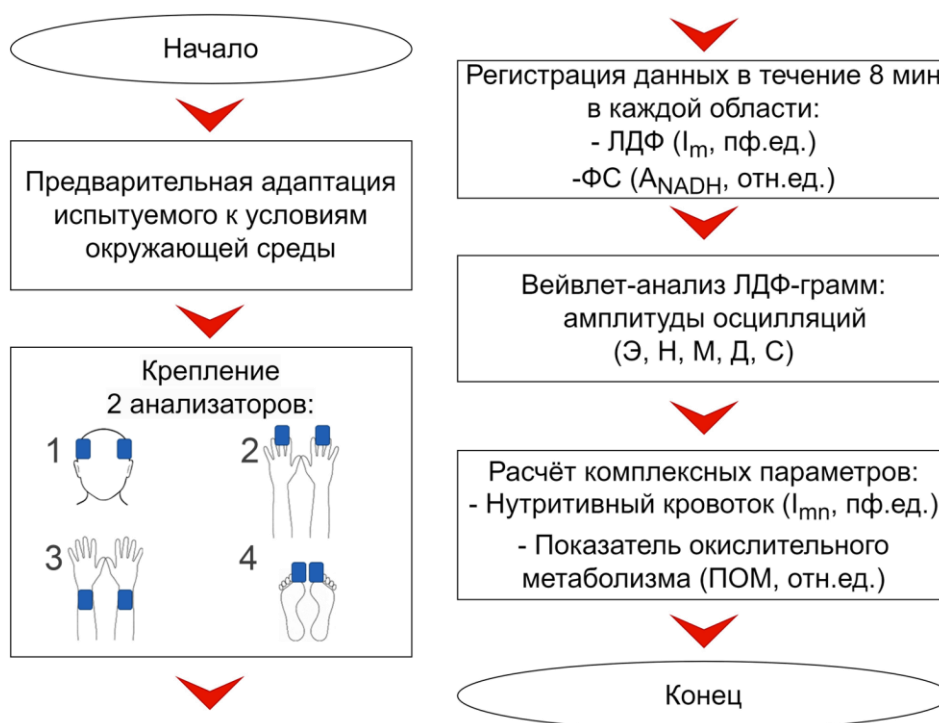 Начало
Предварительная адаптация
испытуемого к условиям
окружающей среды
Крепление
2 анализаторов:
1
2
3
4
Регистрация данных в течение 8 мин
в каждой области:
- ЛДФ (Im, пф.ед.)
-ФС (ANADH, отн.ед.)
Вейвлет-анализ ЛДФ-грамм:
амплитуды осцилляций
(Э, Н, М, Д, С)
Расчёт комплексных параметров:
- Нутритивный кровоток (Imn, пф.ед.)
- Показатель окислительного
метаболизма (ПОМ, отн.ед.)
Конец